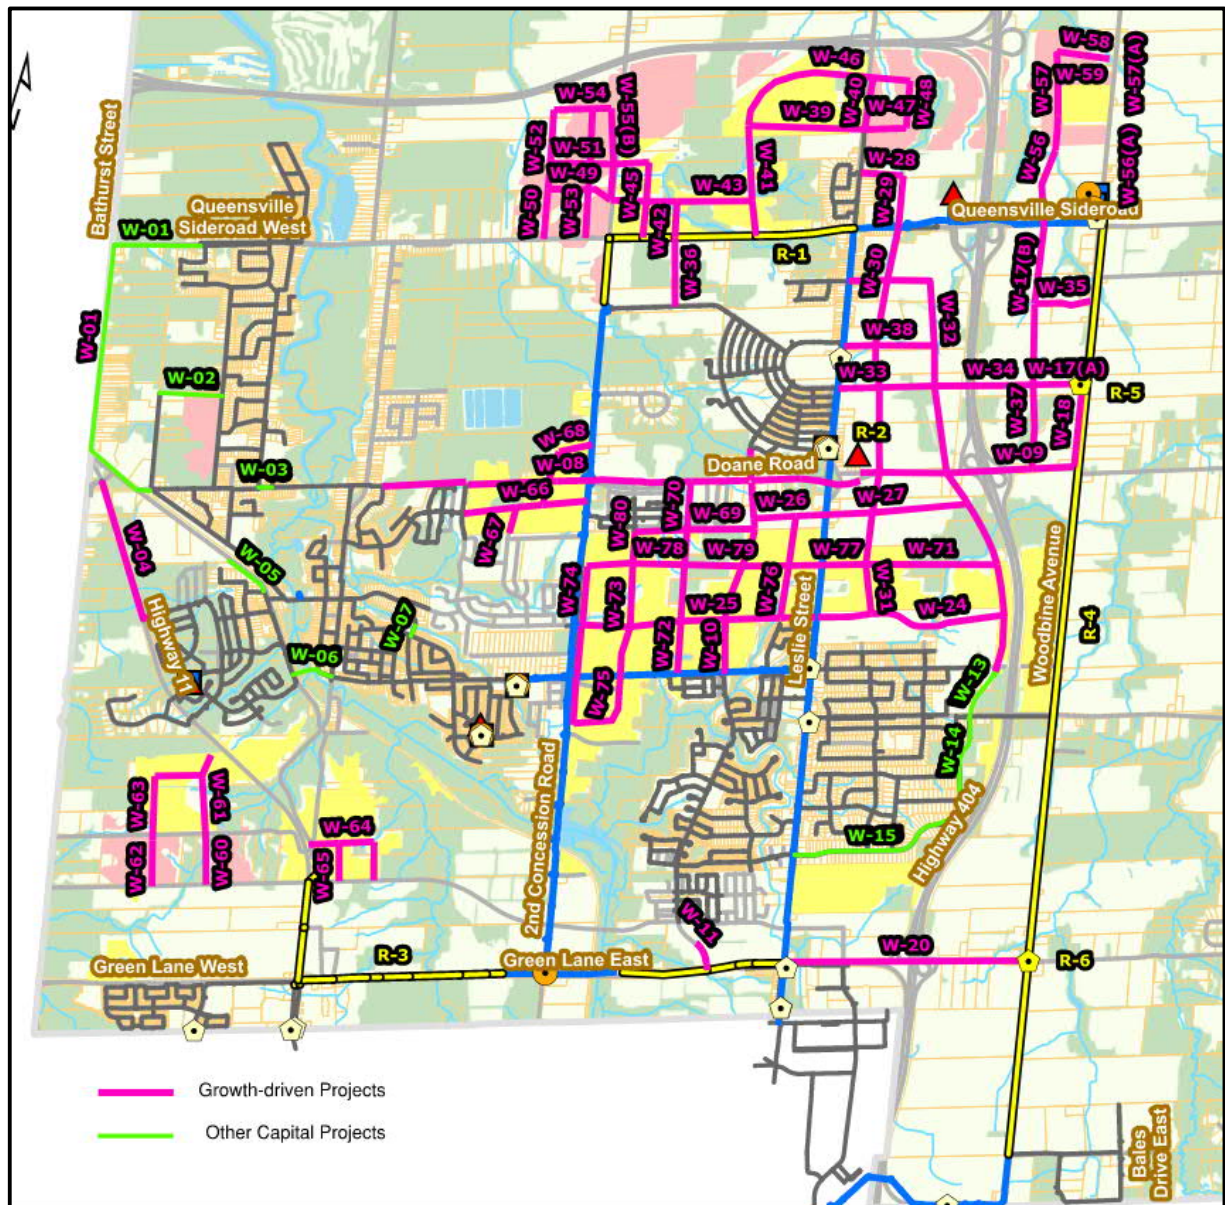 W-58
W-46
W-57(A)
W-54
W-55(B)
W-40
W-48
W-57
W-59
W-47
W-39
W-52
W-51
W-56
W-56(A)
W-28
W-49
W-41
W-45
W-43
W-29
Bathurst Street
Queensville
Sideroad West
W-50
W-53
W-42
Queensville Sideroad
W-01
R-1
W-36
W-30
W-17(B)
W-35
W-01
W-32
W-38
W-02
W-33
W-34
W-17(A)
R-5
W-37
W-18
W-68
R-2
W-03
W-08
Doane Road
W-09
W-66
W-70
W-26
W-27
W-04
W-67
W-80
W-69
W-05
W-78
W-79
W-77
W-71
W-74
W-73
W-76
W-31
Woodbine Avenue
Highway 11
W-07
W-25
W-24
R-4
W-06
W-72
W-10
Leslie Street
W-13
W-75
W-14
W-63
W-61
2nd Concession Road
W-64
W-15
Highway 404
W-62
W-60
W-65
W-11
W-20
Green Lane West
R-3
Green Lane East
R-6
Growth-driven Projects
Other Capital Projects
Bales
Drive East